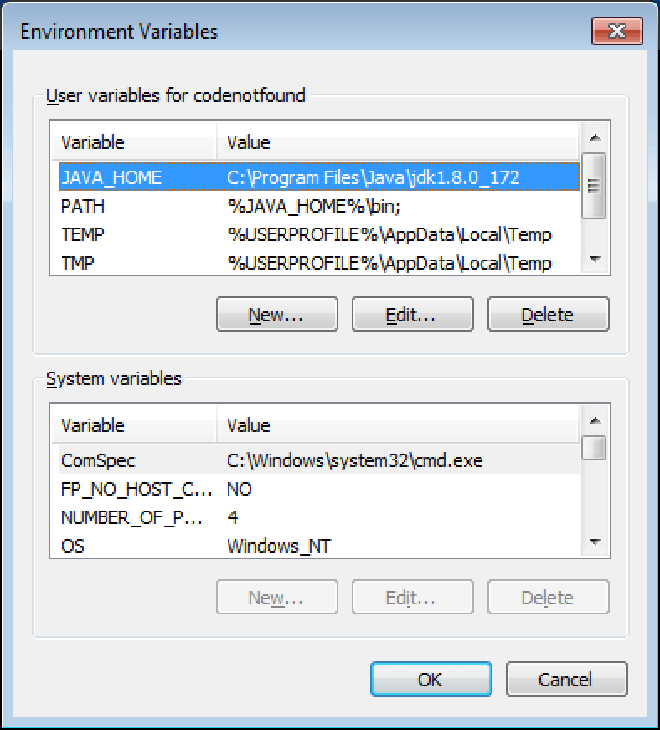 Environment Variables
User variables for codenotfound
Variable Value
JAVA_HOME C:\Program Files\Java\jdk1.8.0_172
PATH %JAVA_HOME%\bin;
TEMP %USERPROFILE%\AppData\Local\Temp
TMP %USERPROFILE%\AppData\Local\Temp
New... Edit... Delete
System variables
Variable Value
ComSpec C:\Windows\system32\cmd.exe
FP_NO_HOST_C... NO
NUMBER_OF_P... 4
OS Windows_NT
New... Edit... Delete
OK Cancel